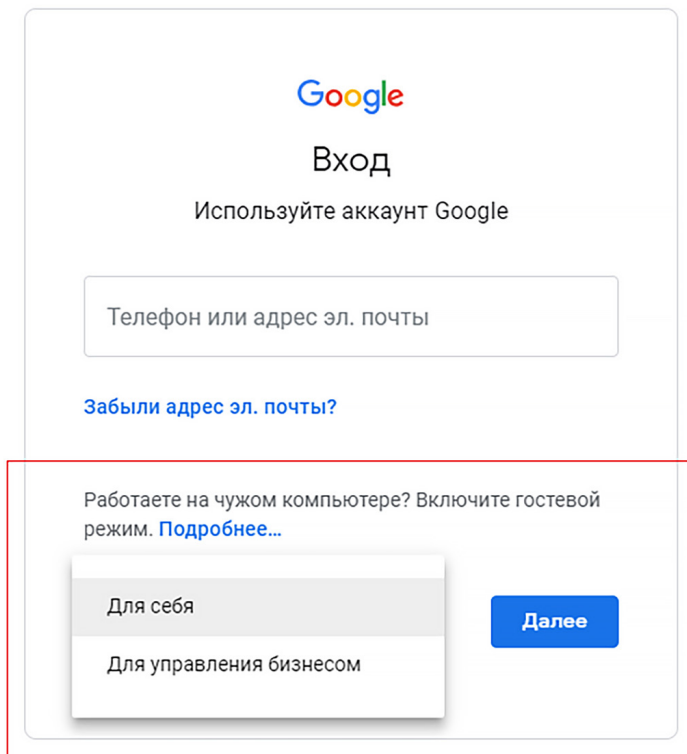 Google
Вход
Используйте аккаунт Google
Телефон или адрес эл. почты
Забыли адрес эл. почты?
Работаете на чужом компьютере? Включите гостевой
режим. Подробнее...
Для себя
Далее
Для управления бизнесом